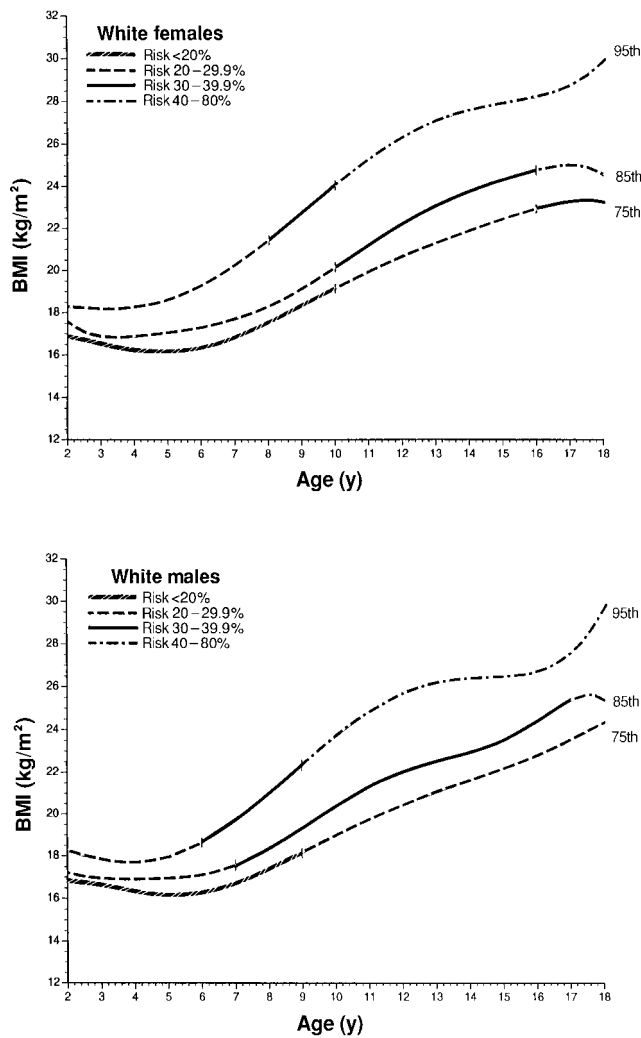 White females
Risk <20%
Risk 20–29.9%
Risk 30–39.9%
Risk 40–80%
32
30
28
26
24
22
20
18
16
14
12
BMI (kg/m²)
95th
85th
75th
2 3 4 5 6 7 8 9 10 11 12 13 14 15 16 17 18
Age (y)
White males
Risk <20%
Risk 20–29.9%
Risk 30–39.9%
Risk 40–80%
32
30
28
26
24
22
20
18
16
14
12
BMI (kg/m²)
95th
85th
75th
2 3 4 5 6 7 8 9 10 11 12 13 14 15 16 17 18
Age (y)